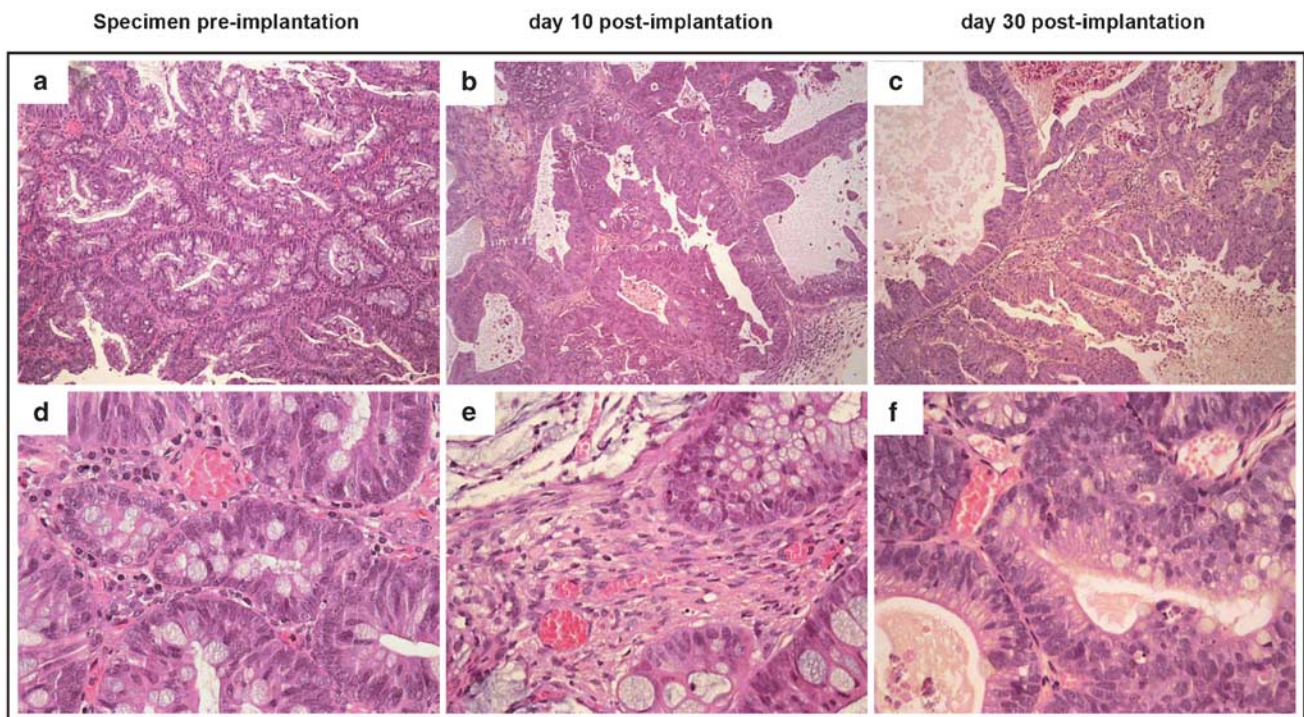 Specimen pre-implantation day 10 post-implantation day 30 post-implantation
a b c
d e f